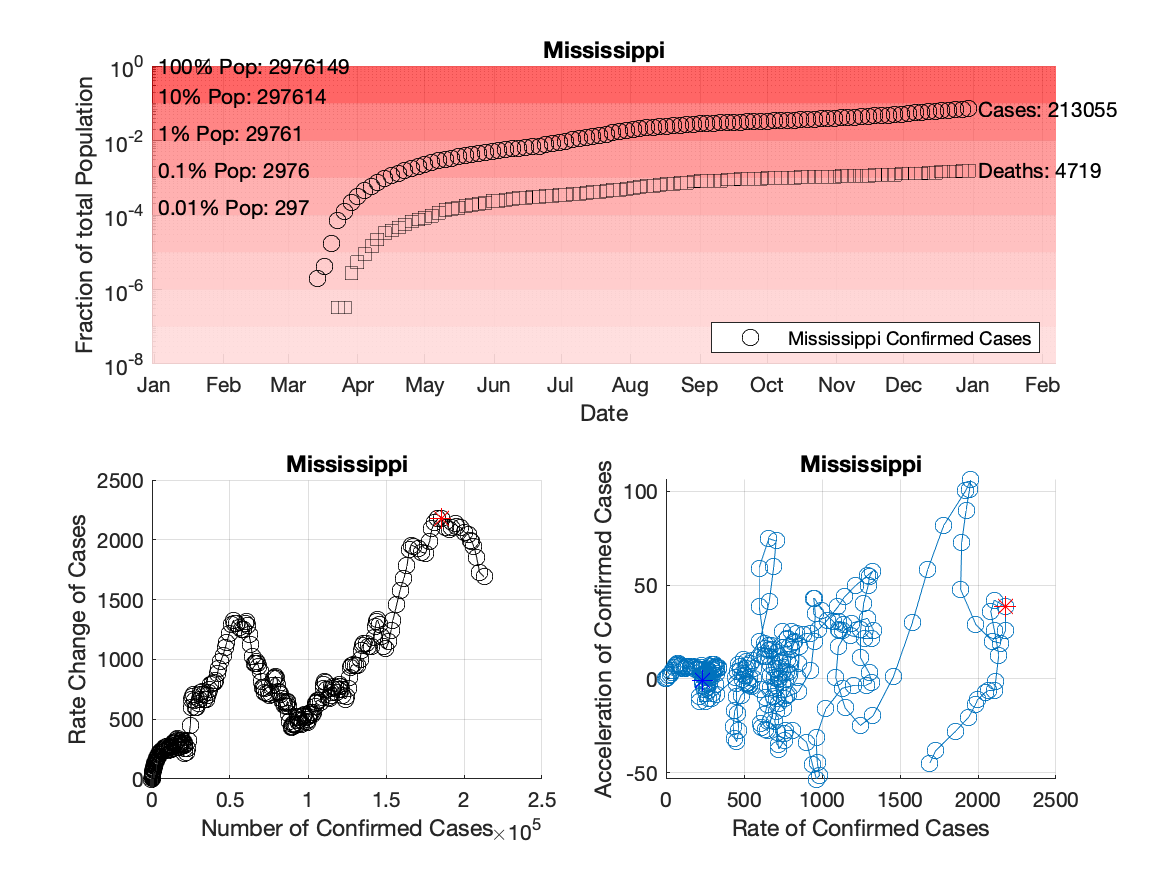 Mississippi
10^0
100% Pop: 2976149
10% Pop: 297614
Cases: 213055
10^-2
1% Pop: 29761
0.1% Pop: 2976
Deaths: 4719
10^-4
0.01% Pop: 297
10^-6
Fraction of total Population
Mississippi Confirmed Cases
10^-8
Jan Feb Mar Apr May Jun Jul Aug Sep Oct Nov Dec Jan Feb
Date
Mississippi
2500
2000
1500
1000
500
0
Rate Change of Cases
0 0.5 1 1.5 2 2.5
Number of Confirmed Cases ×10^5
Mississippi
100
50
0
-50
Acceleration of Confirmed Cases
0 500 1000 1500 2000 2500
Rate of Confirmed Cases